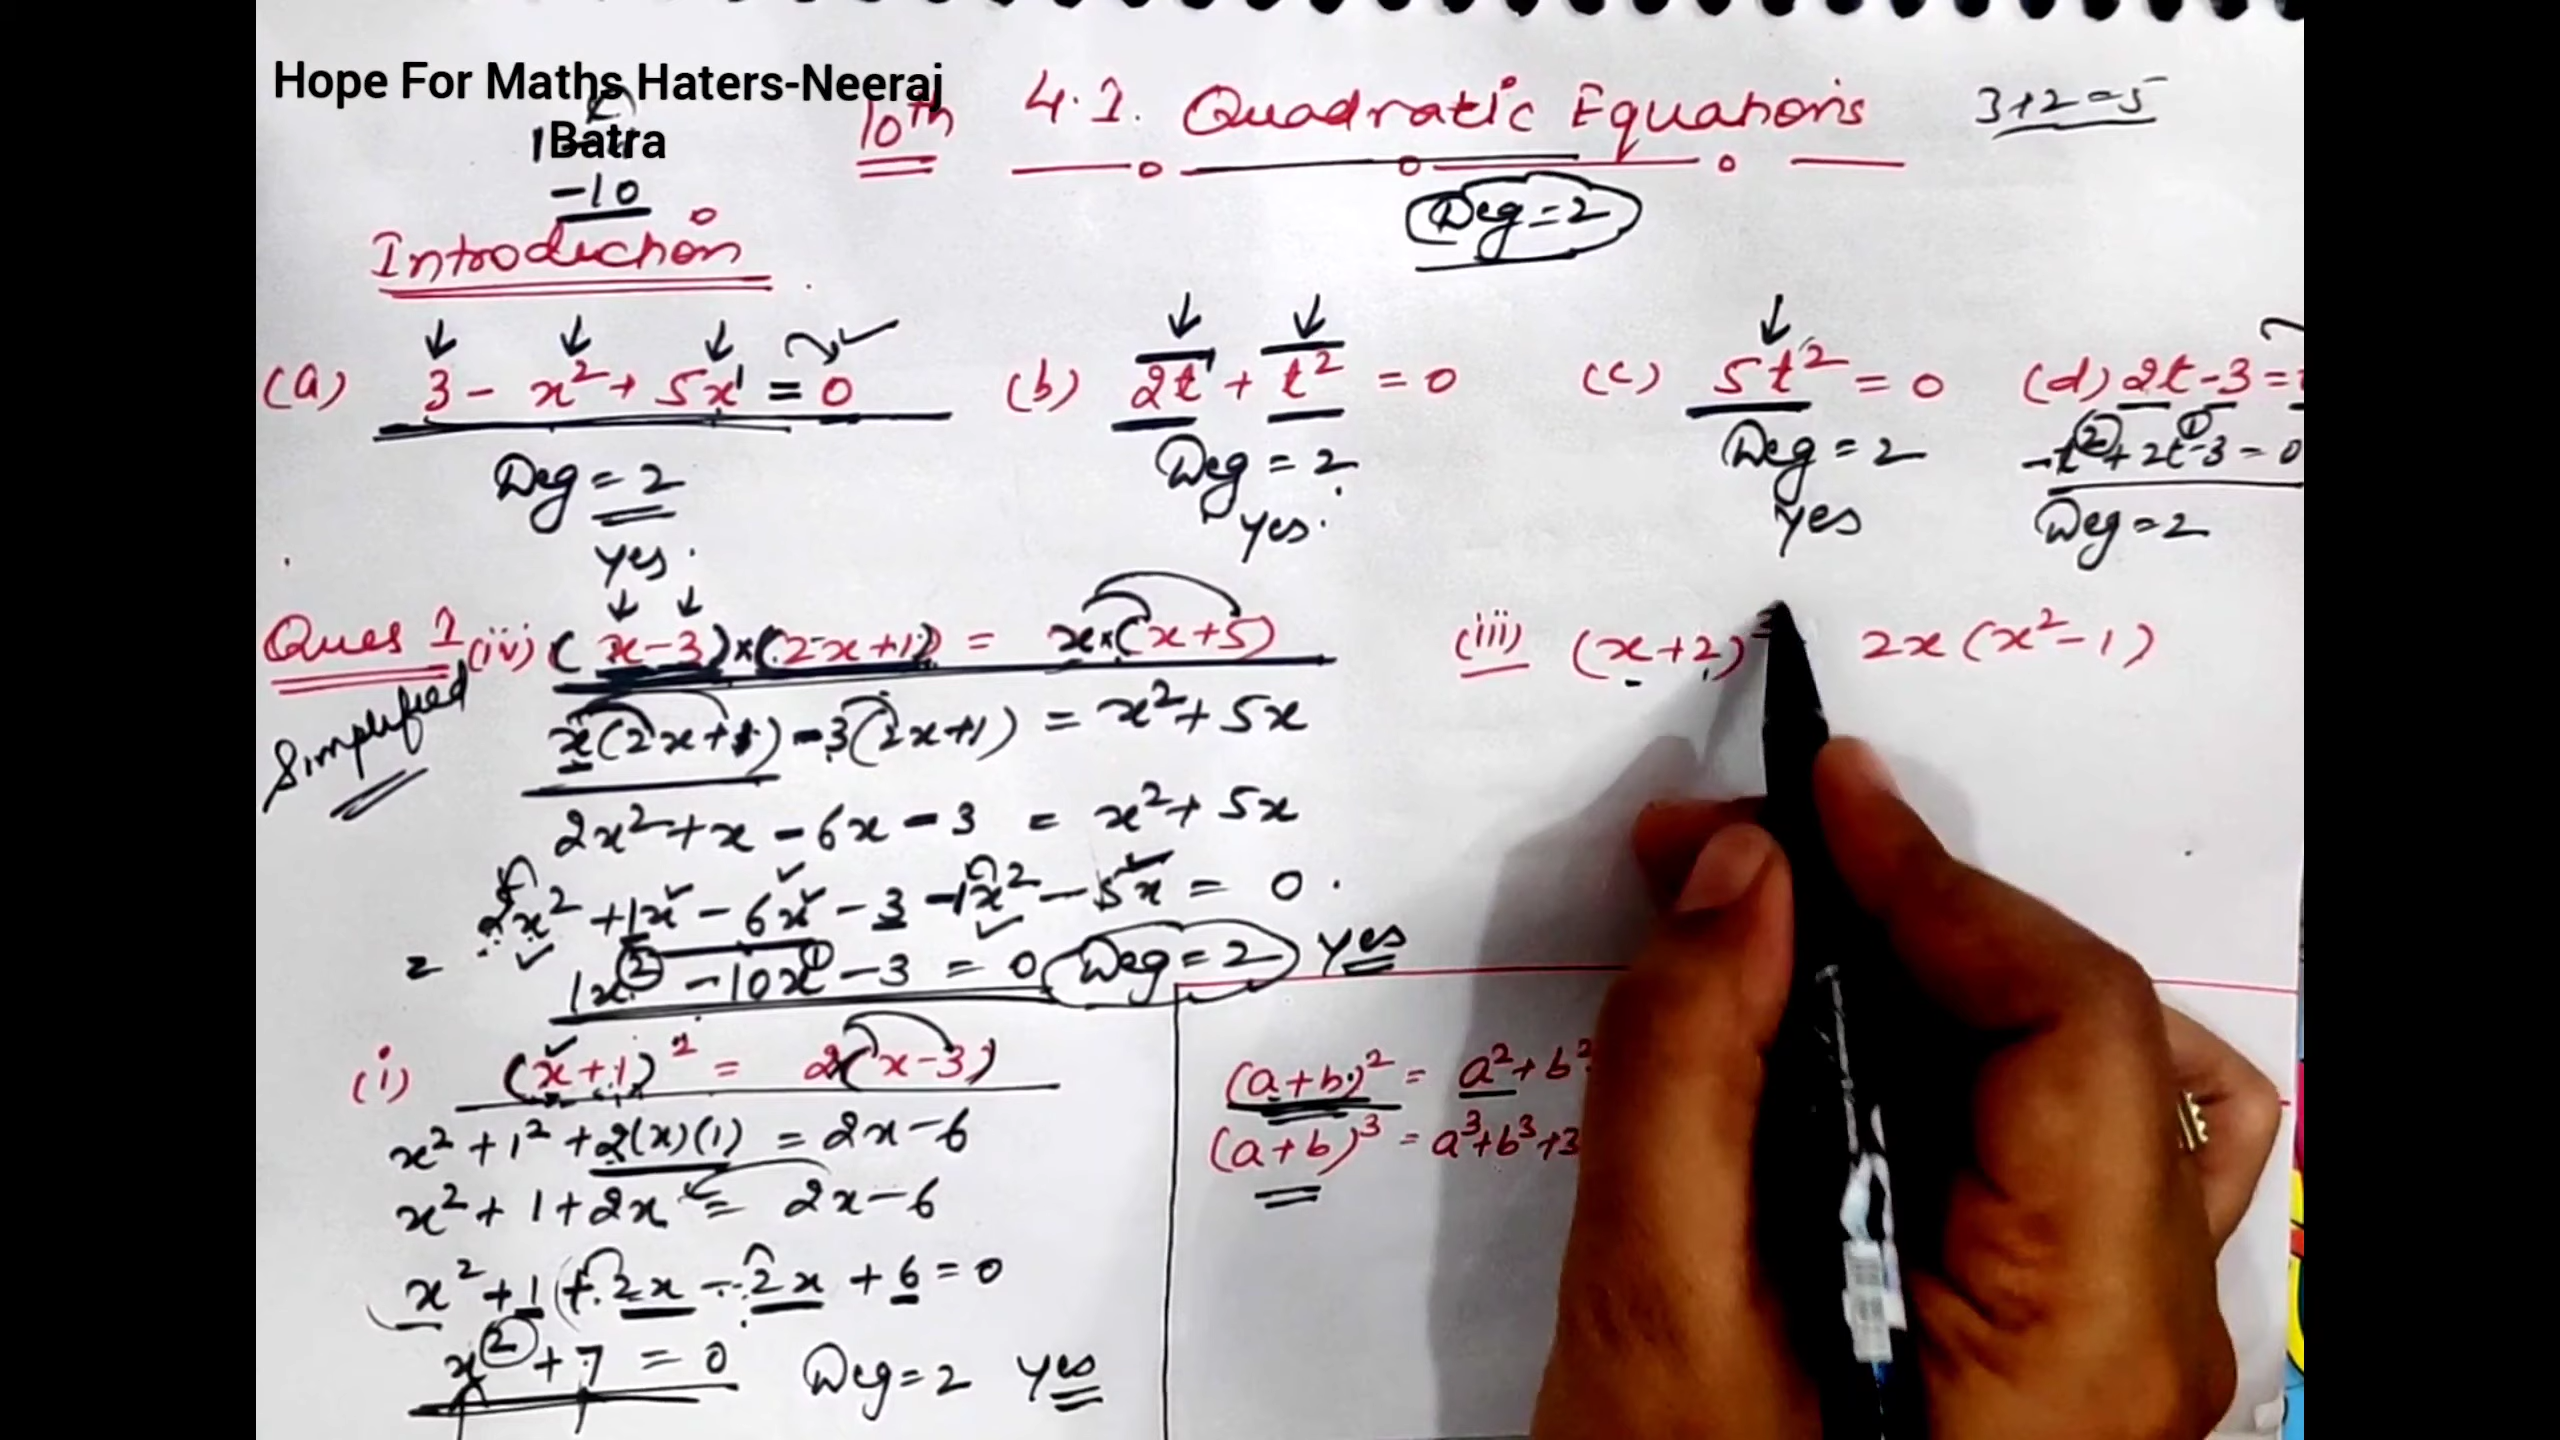 Hope For Maths Haters-Neeraj
Batra
10th 4.1. Quadratic Equations 3+2=5
-10
Deg=2
Introduction
(a) 3 - x² + 5x¹ = 0 (b) 2t¹ + t² = 0 (c) 5t² = 0 (d) 2t-3=
-t²+2t-3=0
Deg = 2 Deg = 2 Deg = 2 Deg=2
yes. yes. yes
Ques 1 (iv) (x-3)×(2x+1) = x×(x+5) (iii) (x+2)³ 2x(x²-1)
Simplified
x(2x+1)-3(2x+1) = x²+5x
2x²+x-6x-3 = x²+5x
2x²+1x-6x-3-1x²-5x = 0.
1x²-10x¹-3 = 0 Deg=2 yes
(i) (x+1)² = 2(x-3)
x²+1²+2(x)(1) = 2x-6
x²+1+2x = 2x-6
x²+1+2x-2x+6=0
x²+7 = 0 Deg=2 yes
(a+b)² = a²+b²
(a+b)³ = a³+b³+3